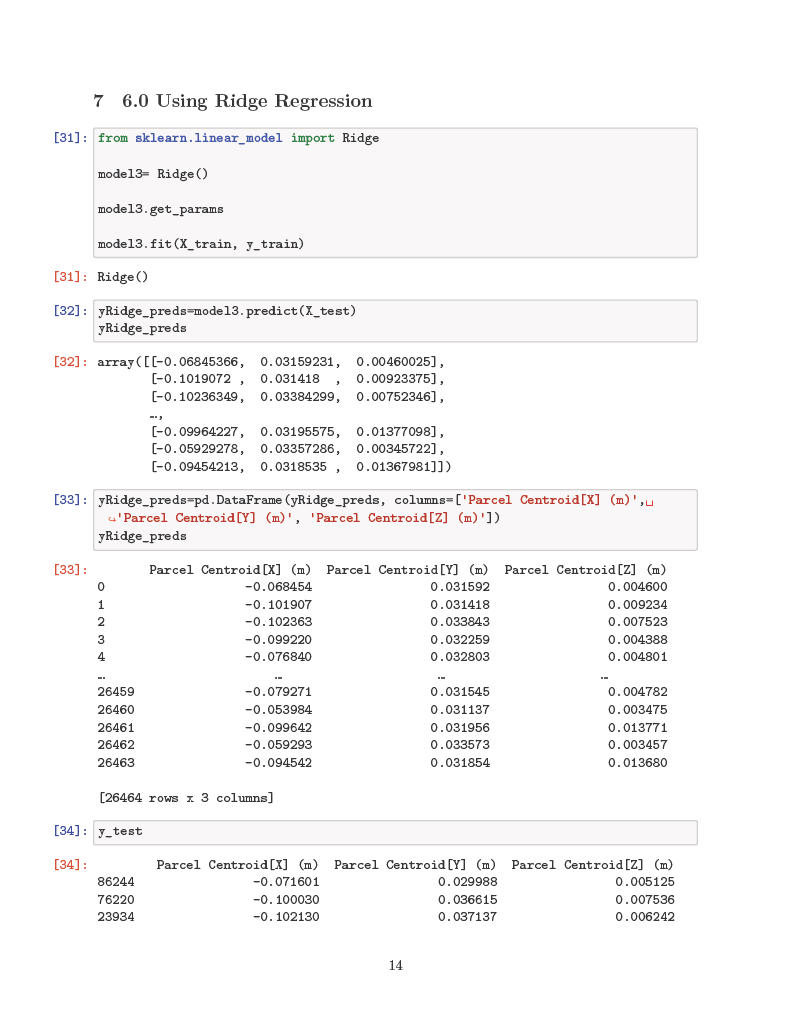 7 6.0 Using Ridge Regression
[31]: from sklearn.linear_model import Ridge
model3= Ridge()
model3.get_params
model3.fit(X_train, y_train)
[31]: Ridge()
[32]: yRidge_preds=model3.predict(X_test)
yRidge_preds
[32]: array([[-0.06845366, 0.03159231, 0.00460025],
[-0.1019072 , 0.031418 , 0.00923375],
[-0.10236349, 0.03384299, 0.00752346],
…,
[-0.09964227, 0.03195575, 0.01377098],
[-0.05929278, 0.03357286, 0.00345722],
[-0.09454213, 0.0318535 , 0.01367981]])
[33]: yRidge_preds=pd.DataFrame(yRidge_preds, columns=['Parcel Centroid[X] (m)',␣
↪'Parcel Centroid[Y] (m)', 'Parcel Centroid[Z] (m)'])
yRidge_preds
[33]: Parcel Centroid[X] (m) Parcel Centroid[Y] (m) Parcel Centroid[Z] (m)
0 -0.068454 0.031592 0.004600
1 -0.101907 0.031418 0.009234
2 -0.102363 0.033843 0.007523
3 -0.099220 0.032259 0.004388
4 -0.076840 0.032803 0.004801
… … … …
26459 -0.079271 0.031545 0.004782
26460 -0.053984 0.031137 0.003475
26461 -0.099642 0.031956 0.013771
26462 -0.059293 0.033573 0.003457
26463 -0.094542 0.031854 0.013680
[26464 rows x 3 columns]
[34]: y_test
[34]: Parcel Centroid[X] (m) Parcel Centroid[Y] (m) Parcel Centroid[Z] (m)
86244 -0.071601 0.029988 0.005125
76220 -0.100030 0.036615 0.007536
23934 -0.102130 0.037137 0.006242
14